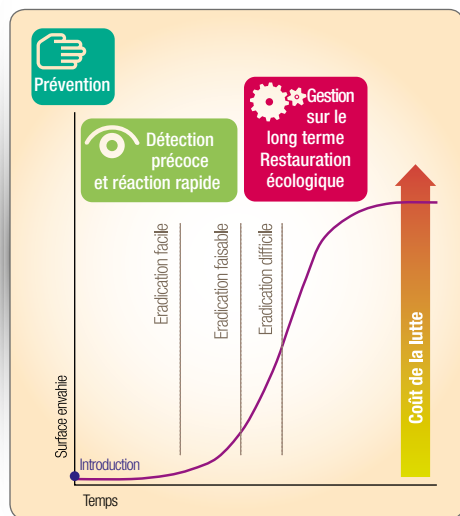 Prévention
Détection
précoce
et réaction rapide
Gestion
sur le
long terme
Restauration
écologique
Eradication facile
Eradication faisable
Eradication difficile
Coût de la lutte
Surface envahie
Introduction
Temps